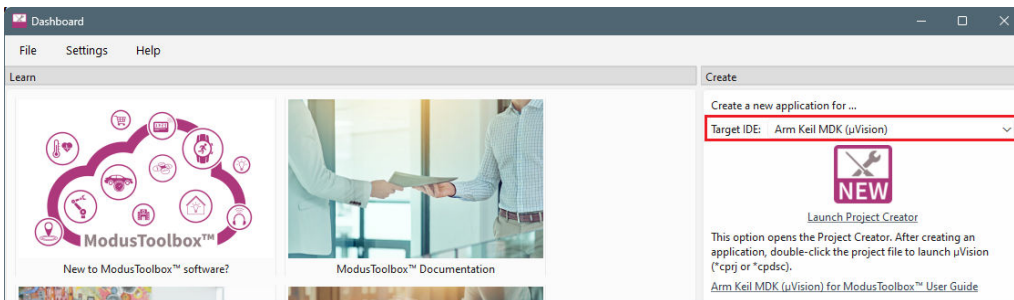 Dashboard
File Settings Help
Learn
Create
ModusToolbox™
New to ModusToolbox™ software?
ModusToolbox™ Documentation
Create a new application for ...
Target IDE: Arm Keil MDK (µVision)
NEW
Launch Project Creator
This option opens the Project Creator. After creating an
application, double-click the project file to launch µVision
(*cprj or *cpdsc).
Arm Keil MDK (µVision) for ModusToolbox™ User Guide